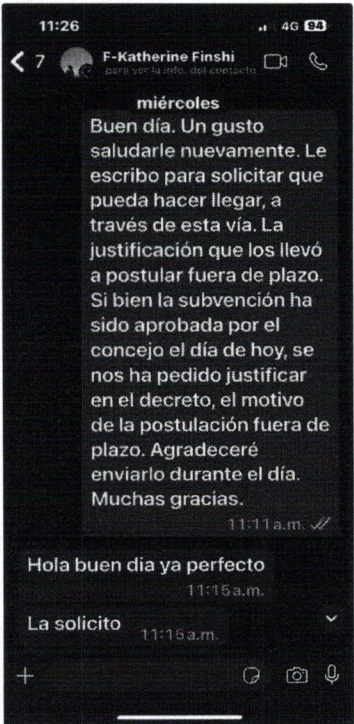 11:26
4G 94
7
F-Katherine Finshi
para ver la info. del contacto
miércoles
Buen día. Un gusto
saludarle nuevamente. Le
escribo para solicitar que
pueda hacer llegar, a
través de esta vía. La
justificación que los llevó
a postular fuera de plazo.
Si bien la subvención ha
sido aprobada por el
concejo el día de hoy, se
nos ha pedido justificar
en el decreto, el motivo
de la postulación fuera de
plazo. Agradeceré
enviarlo durante el día.
Muchas gracias.
11:11 a.m.
Hola buen dia ya perfecto
11:15 a.m.
La solicito
11:15 a.m.